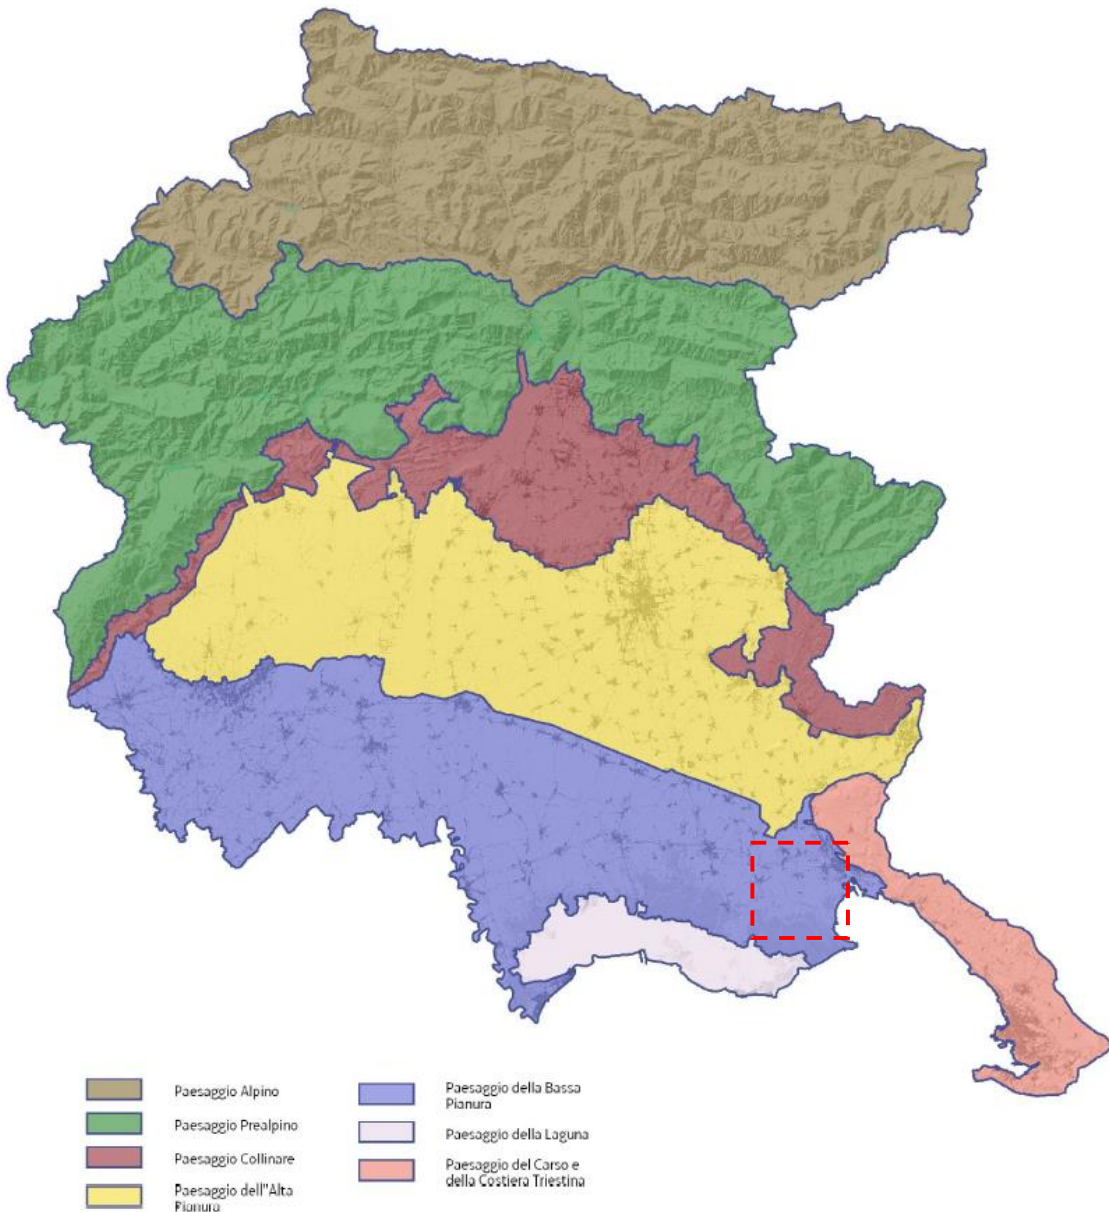 Paesaggio Alpino
Paesaggio Prealpino
Paesaggio Collinare
Paesaggio dell"Alta
Pianura
Paesaggio della Bassa
Pianura
Paesaggio della Laguna
Paesaggio del Carso e
della Costiera Triestina